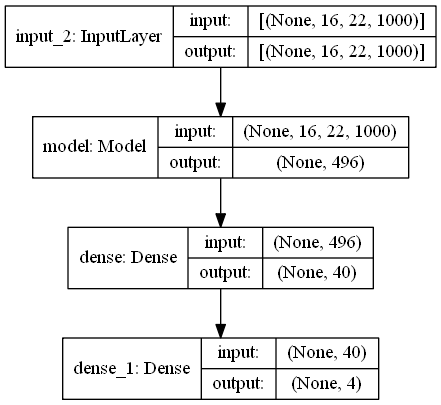 input_2: InputLayer
input:
[(None, 16, 22, 1000)]
output:
[(None, 16, 22, 1000)]
model: Model
input:
(None, 16, 22, 1000)
output:
(None, 496)
dense: Dense
input:
(None, 496)
output:
(None, 40)
dense_1: Dense
input:
(None, 40)
output:
(None, 4)